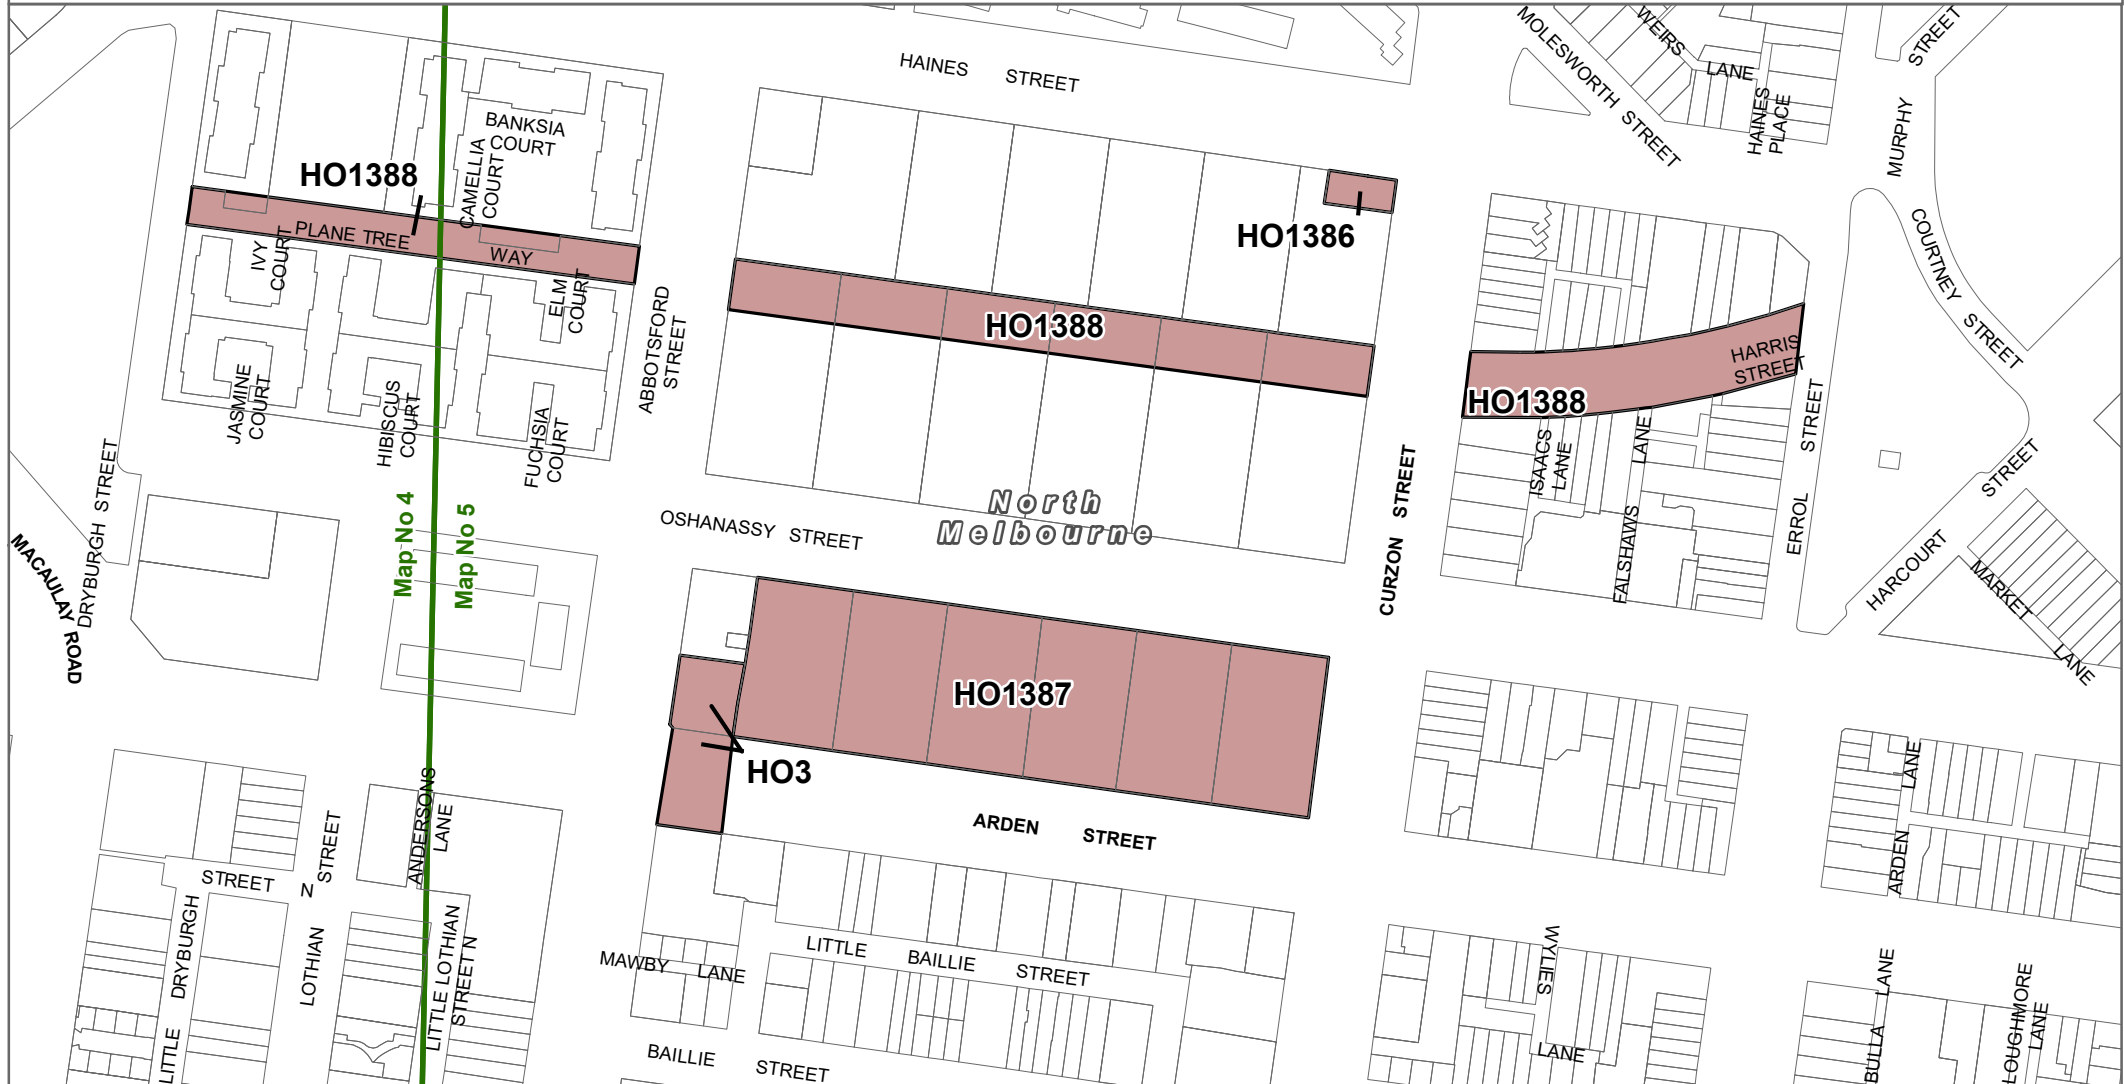 HAINES STREET
MOLESWORTH STREET
WEIRS
LANE
HAINES
PLACE
STREET
MURPHY
COURTNEY STREET
BANKSIA
COURT
CAMELLIA
COURT
HO1388
PLANE TREE
WAY
IVY
COURT
ELM
COURT
JASMINE
COURT
HIBISCUS
COURT
FUCHSIA
COURT
ABBOTSFORD
STREET
HO1386
HO1388
HARRIS
STREET
HO1388
ISAACS
LANE
LANE
FALSHAWS
ERROL STREET
CURZON STREET
HARCOURT STREET
MARKET
LANE
North
Melbourne
OSHANASSY STREET
Map No 4
Map No 5
DRYBURGH STREET
MACAULAY ROAD
HO1387
HO3
ARDEN STREET
ANDERSONS
LANE
STREET
LITTLE DRYBURGH
N
LOTHIAN STREET
LITTLE LOTHIAN
STREET N
MAWBY LANE
LITTLE BAILLIE STREET
BAILLIE STREET
WYLIES
LANE
ARDEN LANE
BULLA LANE
LOUGHMORE
LANE